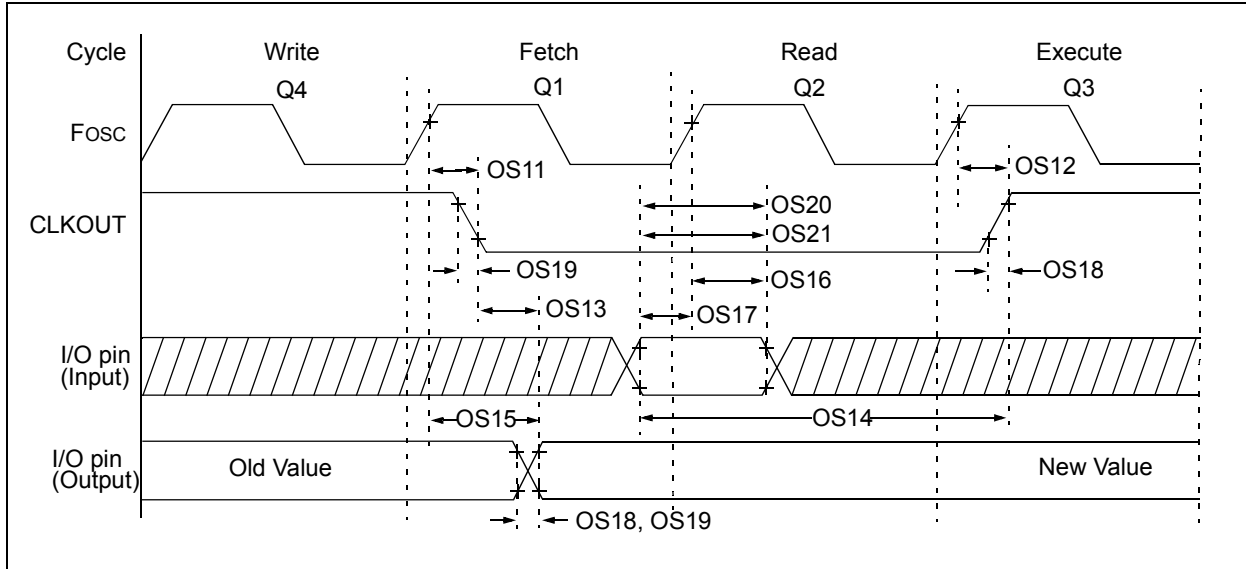 Cycle Write Fetch Read Execute
Q4 Q1 Q2 Q3
FOSC
OS11 OS12
OS20
CLKOUT OS21
OS19 OS16 OS18
OS13 OS17
I/O pin
(Input)
OS15 OS14
I/O pin Old Value New Value
(Output)
OS18, OS19